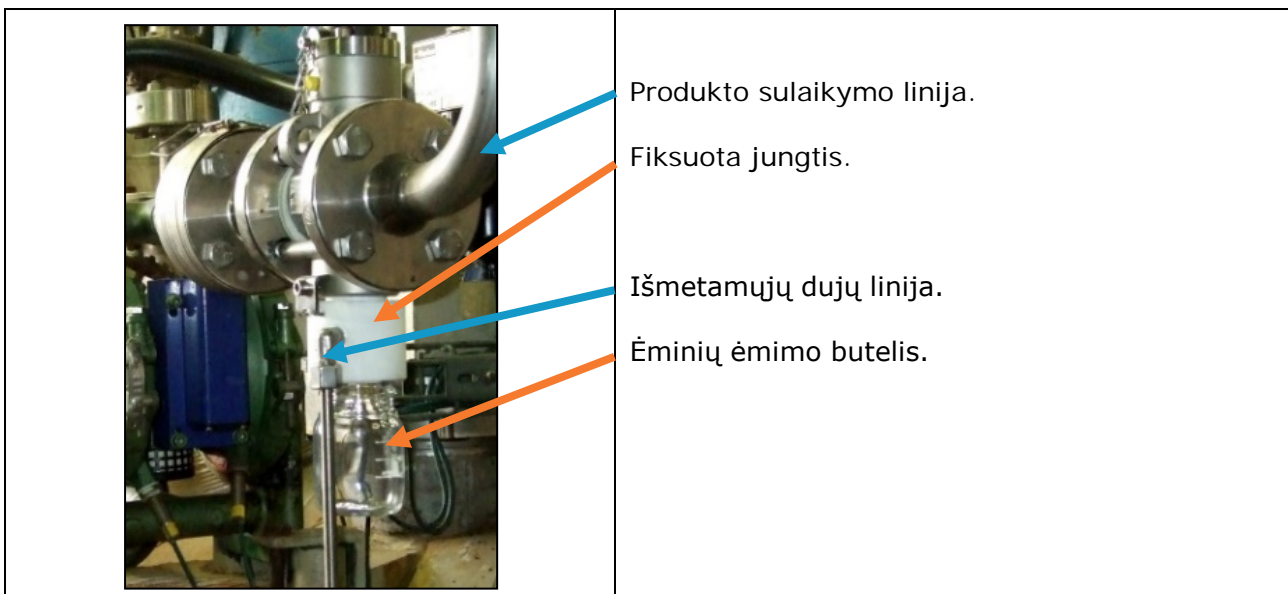 Produkto sulaikymo linija.
Fiksuota jungtis.
Išmetamųjų dujų linija.
Ėminių ėmimo butelis.